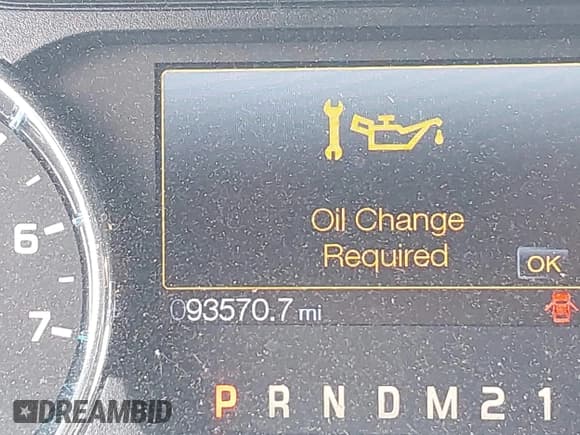 Oil Change
Required
OK
6
093570.7 mi
7
P R N D M 2 1
DREAMBID